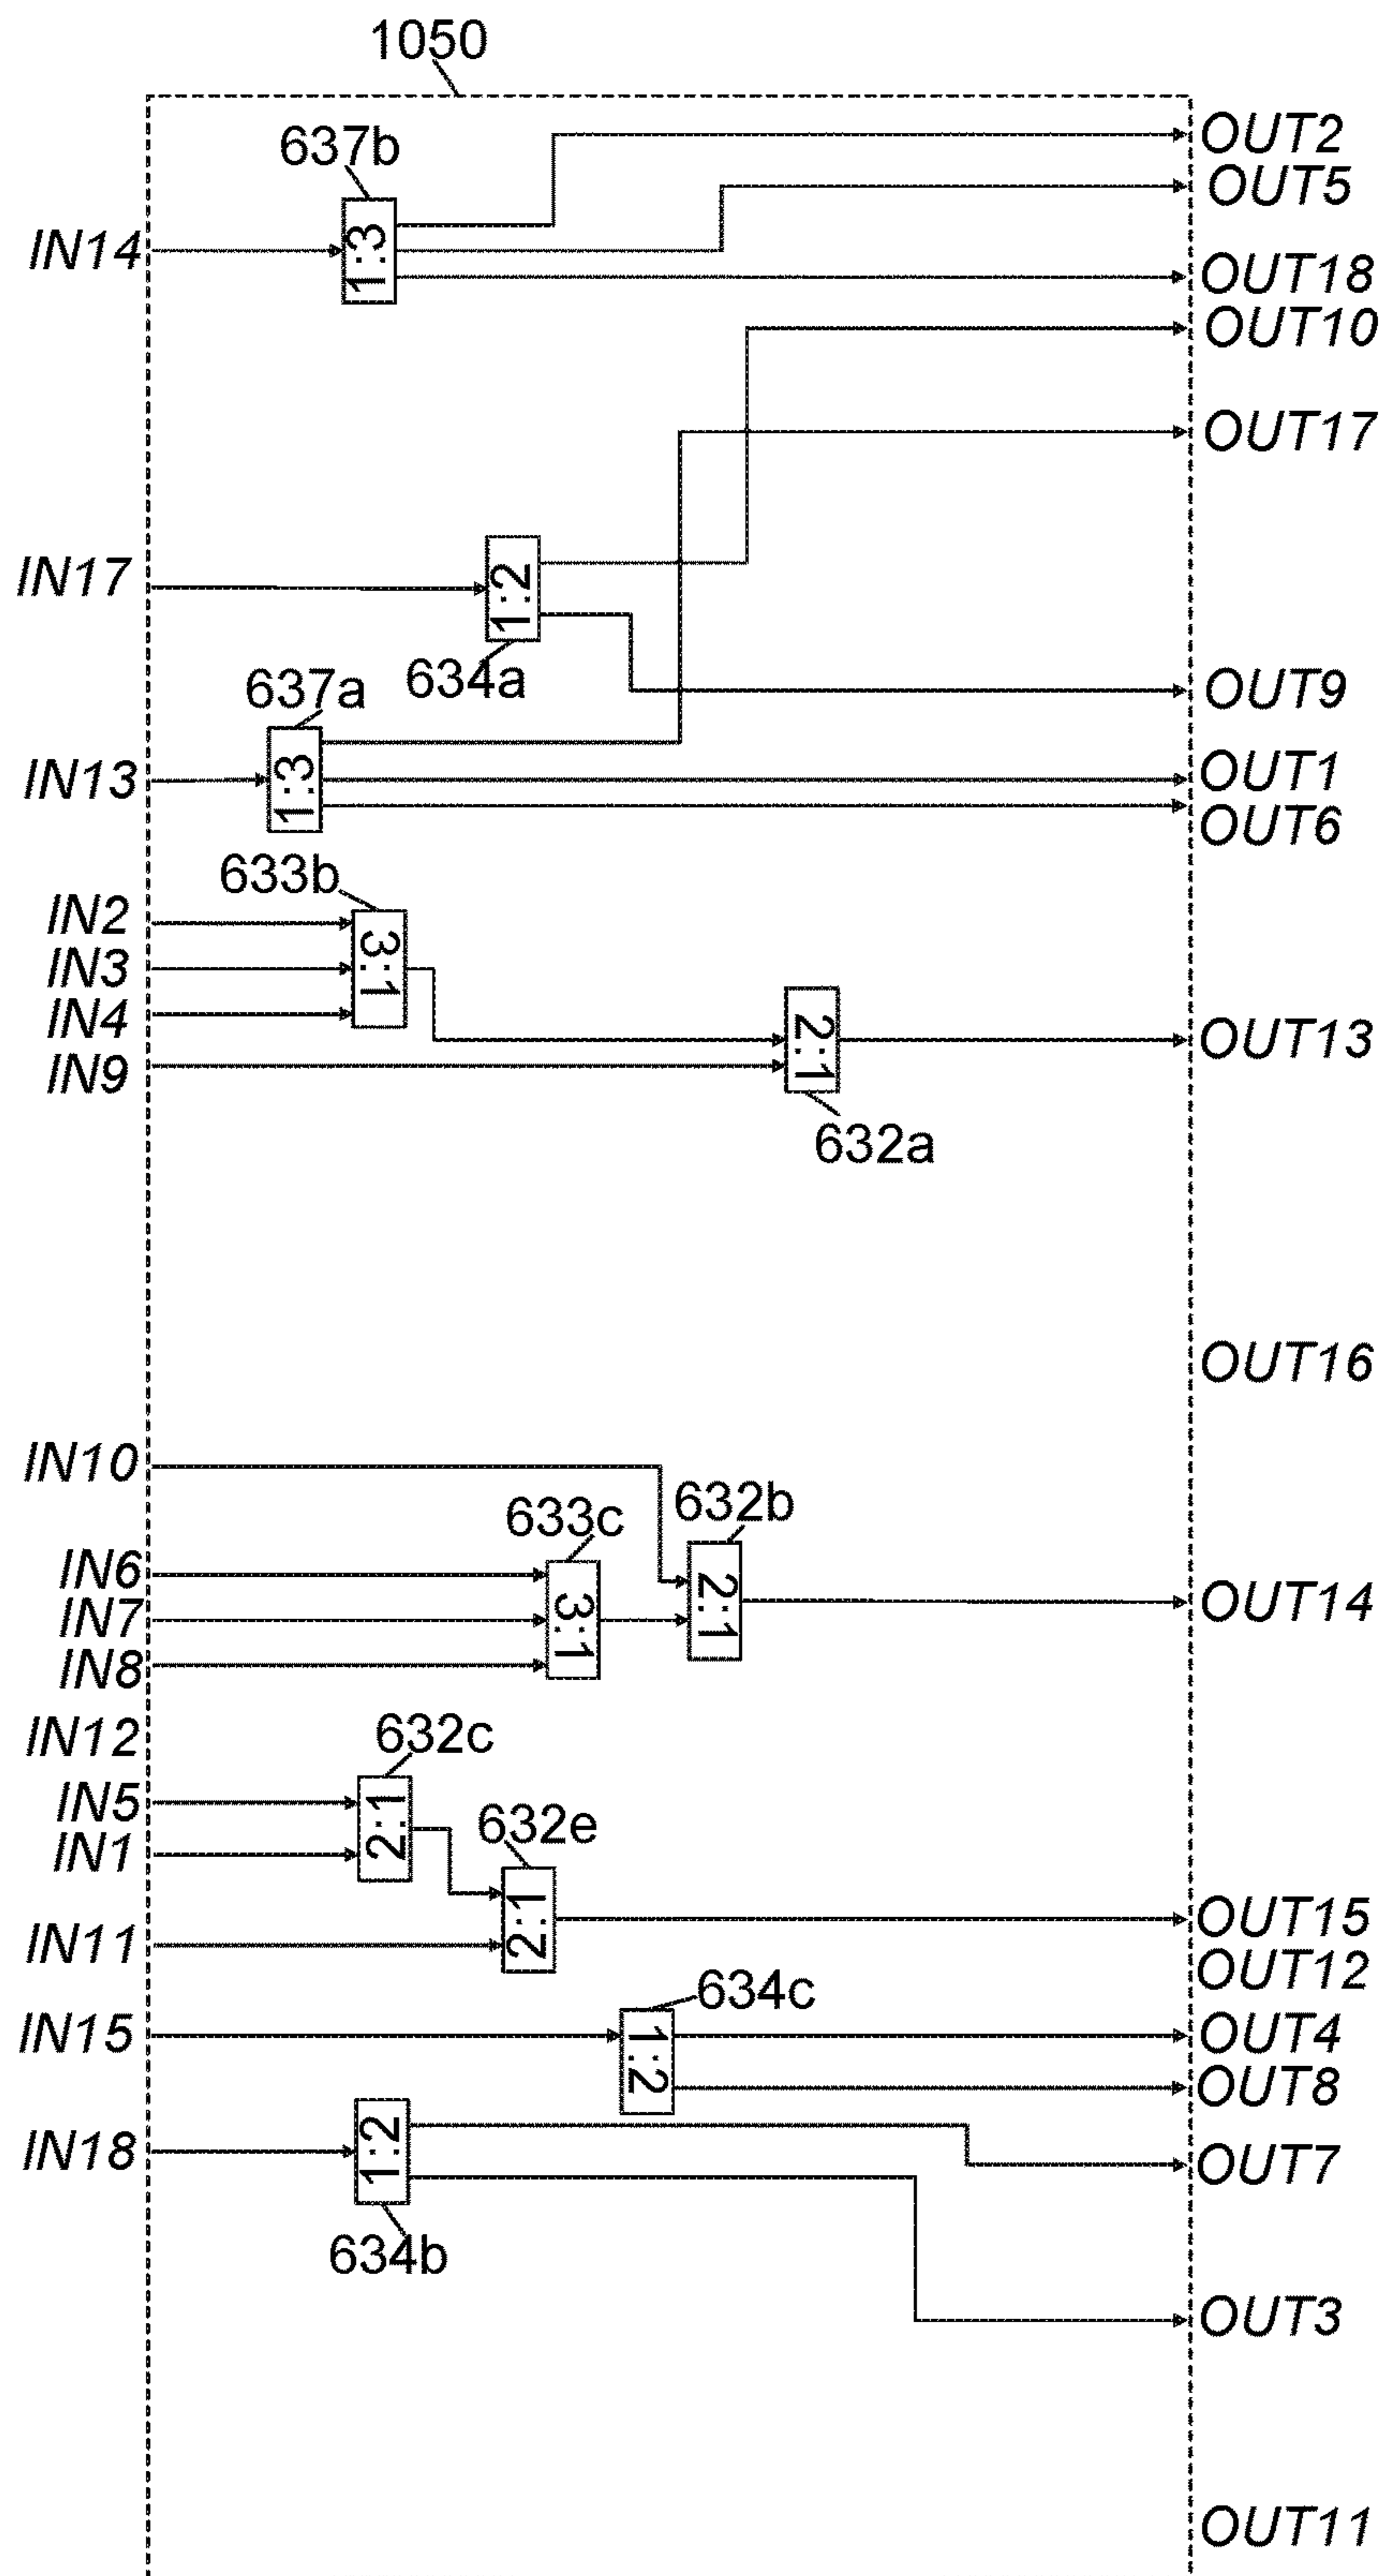 1050
OUT2
637b
OUT5
IN14
1:3
OUT18
OUT10
OUT17
IN17
1:2
634a
637a
OUT9
IN13
1:3
OUT1
OUT6
633b
IN2
IN3
3:1
IN4
OUT13
2:1
IN9
632a
OUT16
IN10
632b
633c
IN6
IN7
3:1
2:1
OUT14
IN8
IN12
632c
IN5
2:1
632e
IN1
OUT15
2:1
IN11
OUT12
634c
IN15
1:2
OUT4
OUT8
IN18
1:2
OUT7
634b
OUT3
OUT11